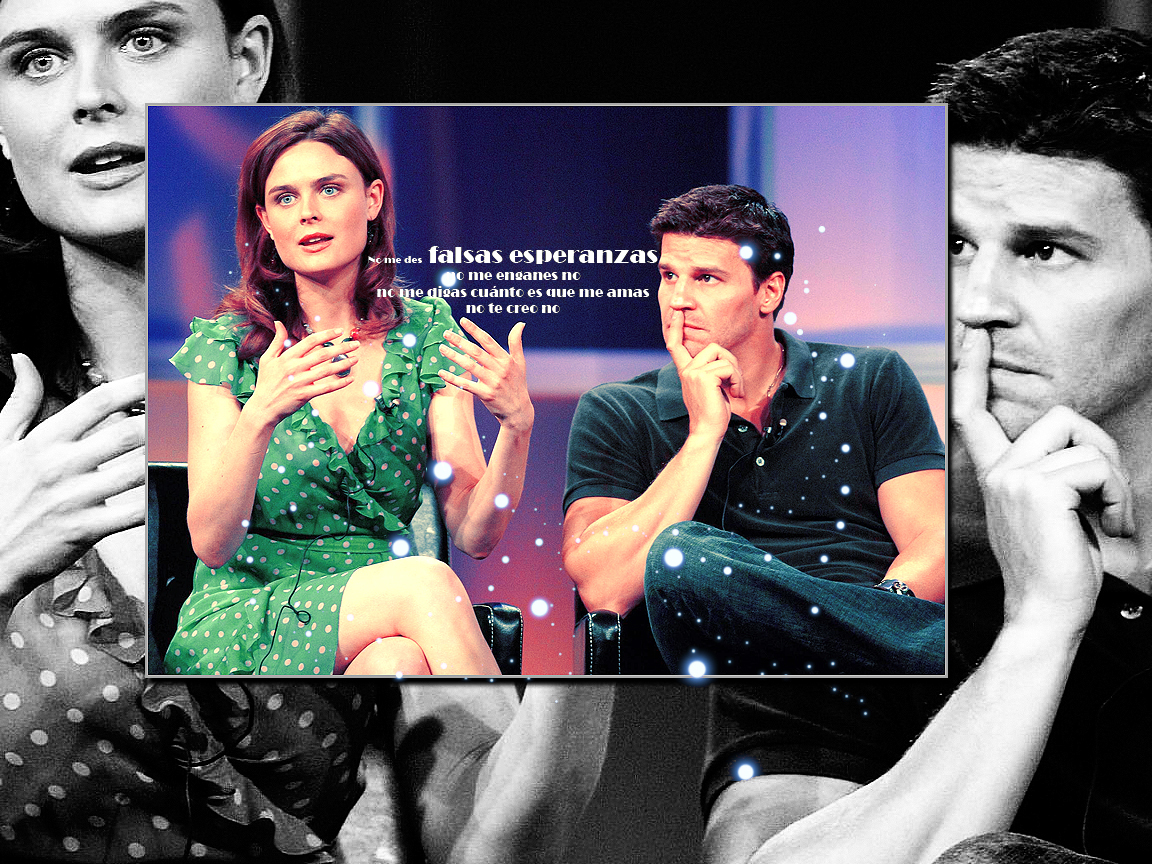 No me des falsas esperanzas
no me enganes no
no me digas cuánto es que me amas
no te creo no